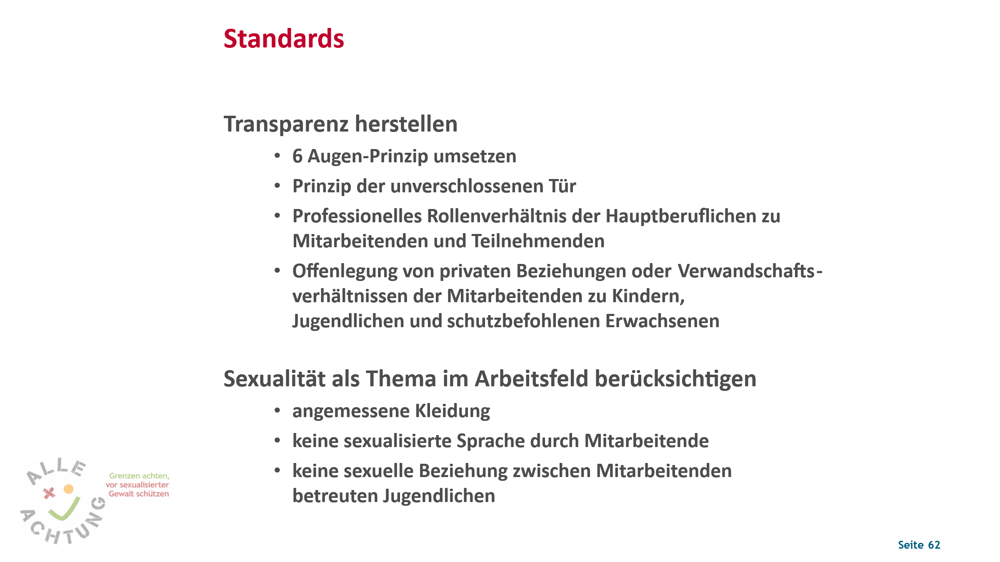 Standards
Transparenz herstellen
• 6 Augen-Prinzip umsetzen
• Prinzip der unverschlossenen Tür
• Professionelles Rollenverhältnis der Hauptberuflichen zu
Mitarbeitenden und Teilnehmenden
• Offenlegung von privaten Beziehungen oder Verwandschafts-
verhältnissen der Mitarbeitenden zu Kindern,
Jugendlichen und schutzbefohlenen Erwachsenen
Sexualität als Thema im Arbeitsfeld berücksichtigen
• angemessene Kleidung
• keine sexualisierte Sprache durch Mitarbeitende
• keine sexuelle Beziehung zwischen Mitarbeitenden
betreuten Jugendlichen
ALLE
ACHTUNG
Grenzen achten,
vor sexualisierter
Gewalt schützen
Seite 62